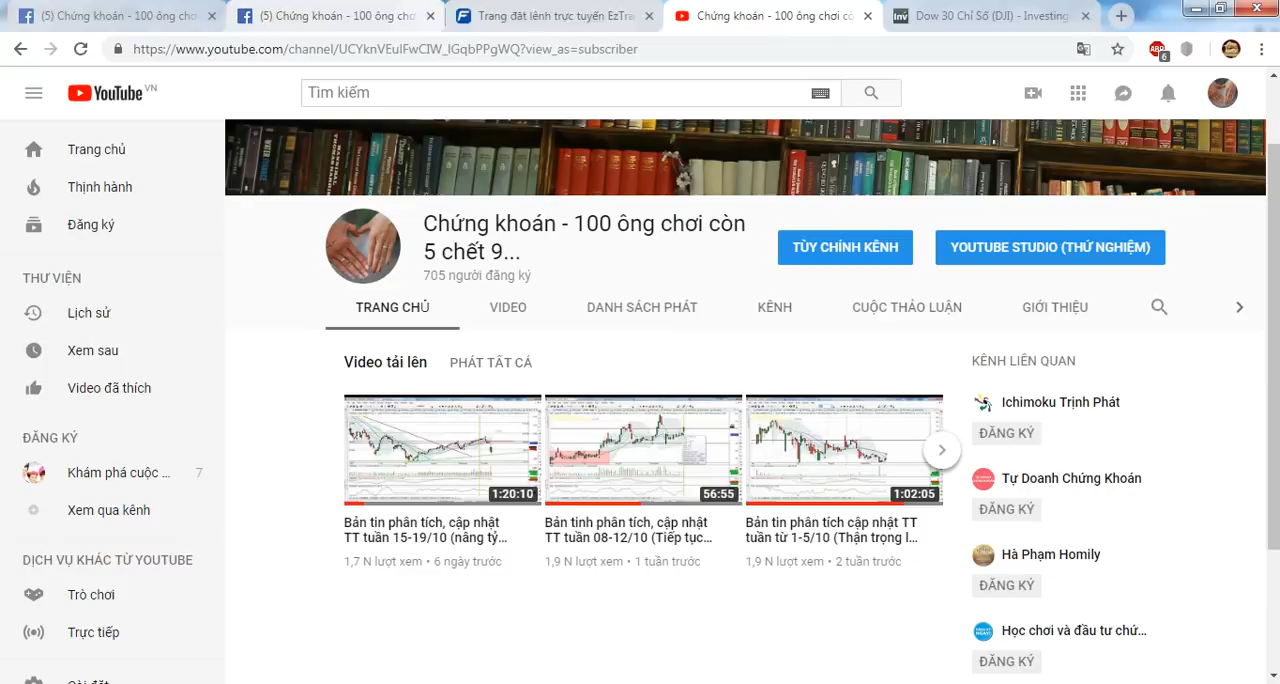 (5) Chứng khoán - 100 ông cho
(5) Chứng khoán - 100 ông cho
Trang đặt lệnh trực tuyến EzTra
Chứng khoán - 100 ông chơi cò
Dow 30 Chỉ Số (DJI) - Investing
https://www.youtube.com/channel/UCYknVEulFwCIW_lGqbPPgWQ?view_as=subscriber
6
YouTube VN
Tìm kiếm
Trang chủ
Thịnh hành
Đăng ký
THƯ VIỆN
Lịch sử
Xem sau
Video đã thích
ĐĂNG KÝ
Khám phá cuộc ... 7
Xem qua kênh
DỊCH VỤ KHÁC TỪ YOUTUBE
Trò chơi
Trực tiếp
Cài đặt
Chứng khoán - 100 ông chơi còn
5 chết 9...
705 người đăng ký
TÙY CHỈNH KÊNH
YOUTUBE STUDIO (THỬ NGHIỆM)
TRANG CHỦ VIDEO DANH SÁCH PHÁT KÊNH CUỘC THẢO LUẬN GIỚI THIỆU
Video tải lên PHÁT TẤT CẢ
1:20:10
Bản tin phân tích, cập nhật
TT tuần 15-19/10 (nâng tỷ...
1,7 N lượt xem • 6 ngày trước
56:55
Bản tinh phân tích, cập nhật
TT tuần 08-12/10 (Tiếp tục...
1,9 N lượt xem • 1 tuần trước
1:02:05
Bản tin phân tích cập nhật TT
tuần từ 1-5/10 (Thận trọng l...
1,9 N lượt xem • 2 tuần trước
KÊNH LIÊN QUAN
Ichimoku Trịnh Phát
ĐĂNG KÝ
Tự Doanh Chứng Khoán
ĐĂNG KÝ
Hà Phạm Homily
ĐĂNG KÝ
Học chơi và đầu tư chứ...
ĐĂNG KÝ